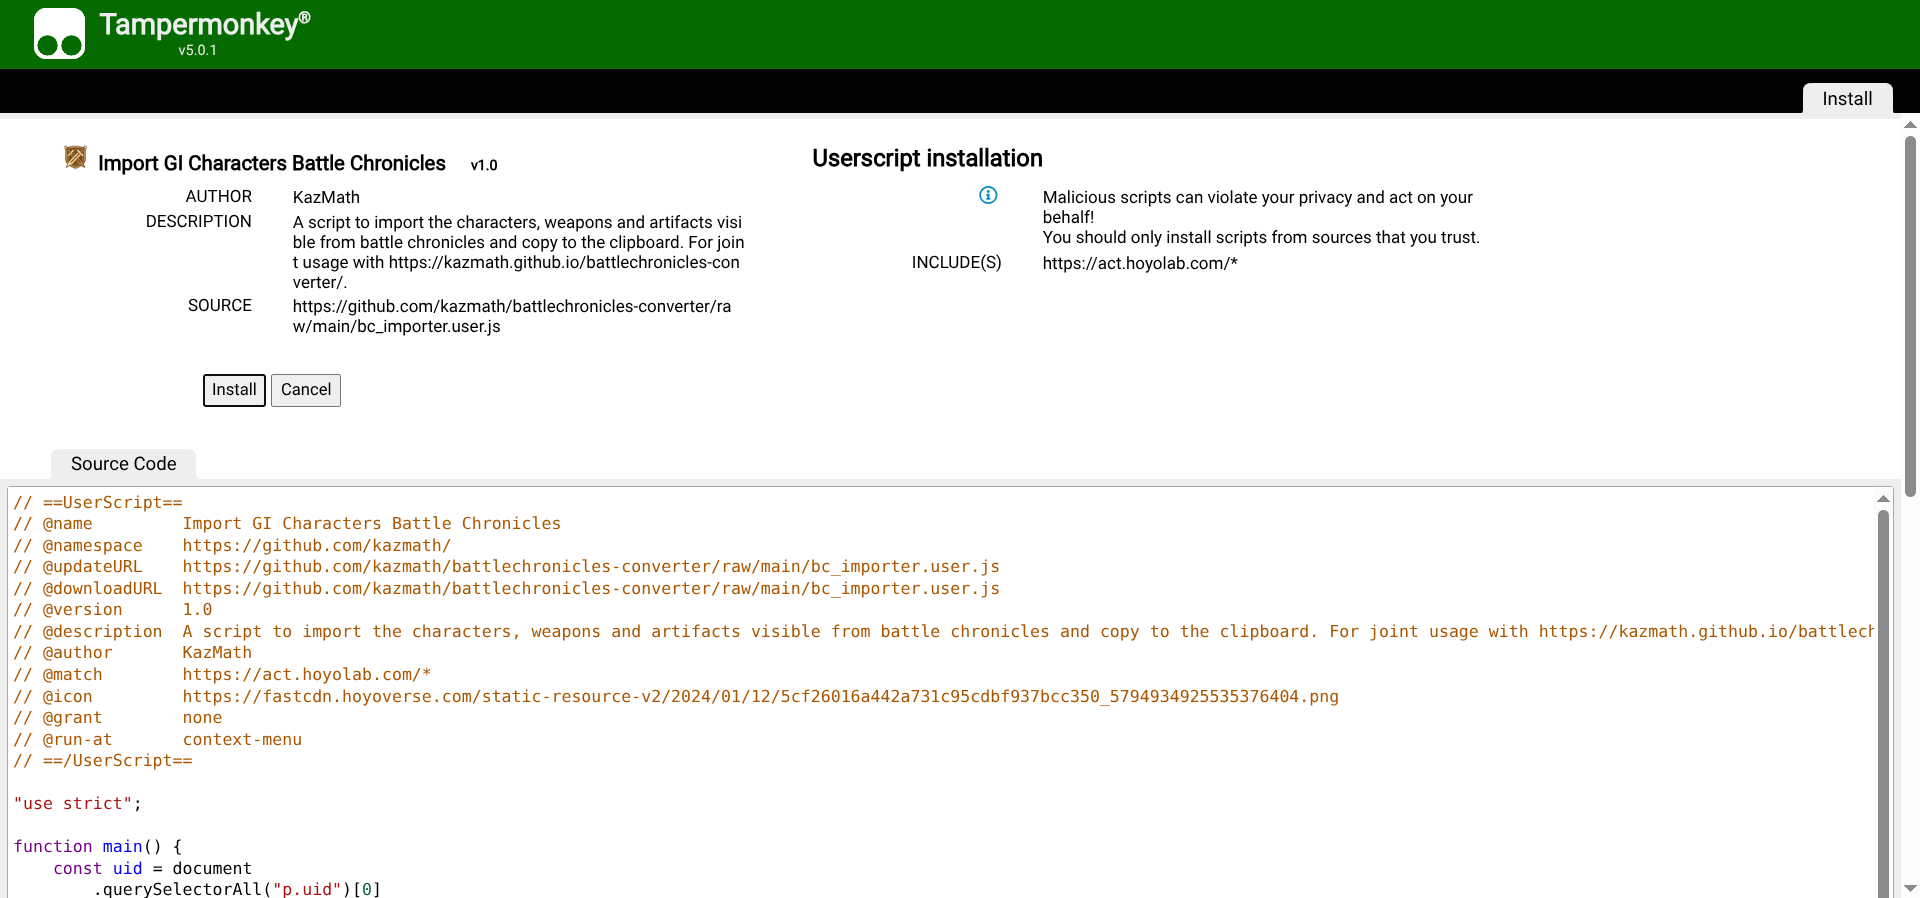 Tampermonkey®
v5.0.1
Install
Import GI Characters Battle Chronicles v1.0
AUTHOR KazMath
DESCRIPTION A script to import the characters, weapons and artifacts visi
ble from battle chronicles and copy to the clipboard. For join
t usage with https://kazmath.github.io/battlechronicles-con
verter/.
SOURCE https://github.com/kazmath/battlechronicles-converter/ra
w/main/bc_importer.user.js
Userscript installation
Malicious scripts can violate your privacy and act on your
behalf!
You should only install scripts from sources that you trust.
INCLUDE(S) https://act.hoyolab.com/*
Install Cancel
Source Code
// ==UserScript==
// @name Import GI Characters Battle Chronicles
// @namespace https://github.com/kazmath/
// @updateURL https://github.com/kazmath/battlechronicles-converter/raw/main/bc_importer.user.js
// @downloadURL https://github.com/kazmath/battlechronicles-converter/raw/main/bc_importer.user.js
// @version 1.0
// @description A script to import the characters, weapons and artifacts visible from battle chronicles and copy to the clipboard. For joint usage with https://kazmath.github.io/battlech
// @author KazMath
// @match https://act.hoyolab.com/*
// @icon https://fastcdn.hoyoverse.com/static-resource-v2/2024/01/12/5cf26016a442a731c95cdbf937bcc350_5794934925535376404.png
// @grant none
// @run-at context-menu
// ==/UserScript==
"use strict";
function main() {
const uid = document
.querySelectorAll("p.uid")[0]